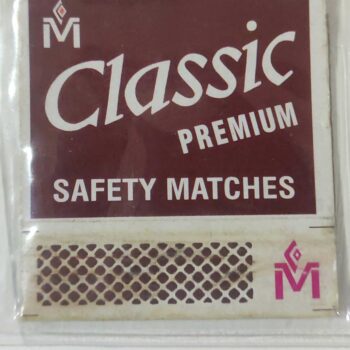 M
Classic
PREMIUM
SAFETY MATCHES
M